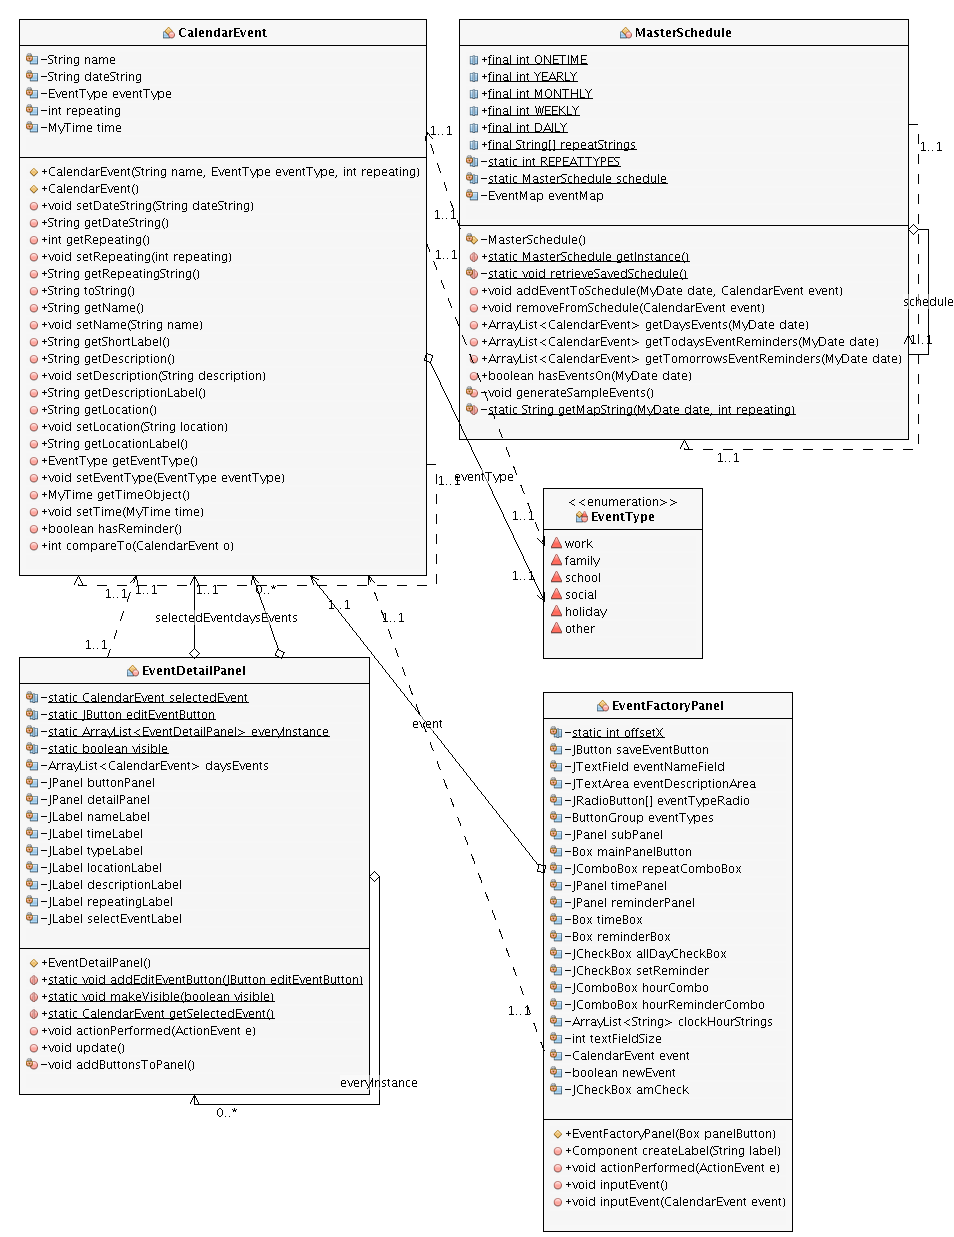 CalendarEvent
-String name
-String dateString
-EventType eventType
-int repeating
-MyTime time
+CalendarEvent(String name, EventType eventType, int repeating)
+CalendarEvent()
+void setDateString(String dateString)
+String getDateString()
+int getRepeating()
+void setRepeating(int repeating)
+String getRepeatingString()
+String toString()
+String getName()
+void setName(String name)
+String getShortLabel()
+String getDescription()
+void setDescription(String description)
+String getDescriptionLabel()
+String getLocation()
+void setLocation(String location)
+String getLocationLabel()
+EventType getEventType()
+void setEventType(EventType eventType)
+MyTime getTimeObject()
+void setTime(MyTime time)
+boolean hasReminder()
+int compareTo(CalendarEvent o)
MasterSchedule
+final int ONETIME
+final int YEARLY
+final int MONTHLY
+final int WEEKLY
+final int DAILY
+final String[] repeatStrings
-static int REPEATTYPES
-static MasterSchedule schedule
-EventMap eventMap
-MasterSchedule()
+static MasterSchedule getInstance()
-static void retrieveSavedSchedule()
+void addEventToSchedule(MyDate date, CalendarEvent event)
+void removeFromSchedule(CalendarEvent event)
+ArrayList<CalendarEvent> getDaysEvents(MyDate date)
+ArrayList<CalendarEvent> getTodaysEventReminders(MyDate date)
+ArrayList<CalendarEvent> getTomorrowsEventReminders(MyDate date)
+boolean hasEventsOn(MyDate date)
-void generateSampleEvents()
-static String getMapString(MyDate date, int repeating)
1..1
1..1
1..1
1..1
schedule
1..1
1..1
1..1
eventType
1..1
1..1
<<enumeration>>
EventType
work
family
school
social
holiday
other
1..1
1..1
1..1
0..*
1..1
1..1
1..1
selectedEvent
daysEvents
event
1..1
EventDetailPanel
-static CalendarEvent selectedEvent
-static JButton editEventButton
-static ArrayList<EventDetailPanel> everyInstance
-static boolean visible
-ArrayList<CalendarEvent> daysEvents
-JPanel buttonPanel
-JPanel detailPanel
-JLabel nameLabel
-JLabel timeLabel
-JLabel typeLabel
-JLabel locationLabel
-JLabel descriptionLabel
-JLabel repeatingLabel
-JLabel selectEventLabel
+EventDetailPanel()
+static void addEditEventButton(JButton editEventButton)
+static void makeVisible(boolean visible)
+static CalendarEvent getSelectedEvent()
+void actionPerformed(ActionEvent e)
+void update()
-void addButtonsToPanel()
everyInstance
0..*
EventFactoryPanel
-static int offsetX
-JButton saveEventButton
-JTextField eventNameField
-JTextArea eventDescriptionArea
-JRadioButton[] eventTypeRadio
-ButtonGroup eventTypes
-JPanel subPanel
-Box mainPanelButton
-JComboBox repeatComboBox
-JPanel timePanel
-JPanel reminderPanel
-Box timeBox
-Box reminderBox
-JCheckBox allDayCheckBox
-JCheckBox setReminder
-JComboBox hourCombo
-JComboBox hourReminderCombo
-ArrayList<String> clockHourStrings
-int textFieldSize
-CalendarEvent event
-boolean newEvent
-JCheckBox amCheck
+EventFactoryPanel(Box panelButton)
+Component createLabel(String label)
+void actionPerformed(ActionEvent e)
+void inputEvent()
+void inputEvent(CalendarEvent event)